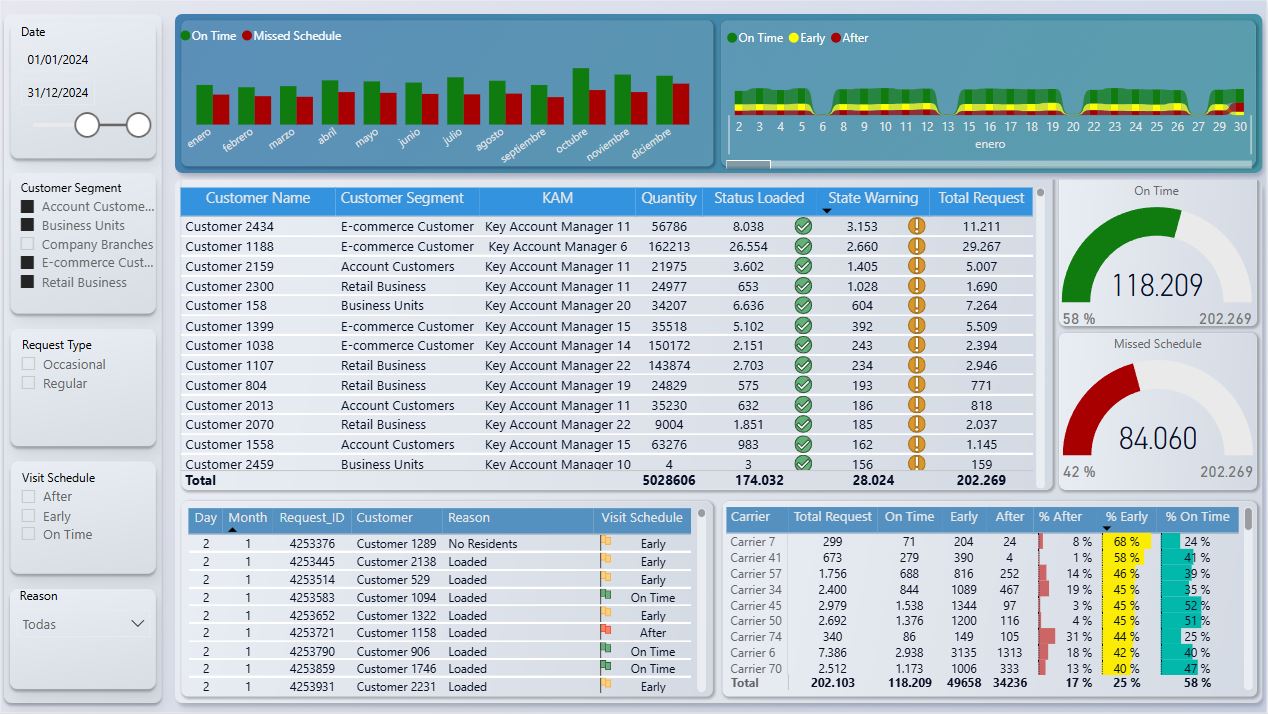 Date
01/01/2024
31/12/2024
Customer Segment
Account Custome...
Business Units
Company Branches
E-commerce Cust...
Retail Business
Request Type
Occasional
Regular
Visit Schedule
After
Early
On Time
Reason
Todas
On Time Missed Schedule
enero febrero marzo abril mayo junio julio agosto septiembre octubre noviembre diciembre
On Time Early After
2 3 4 5 6 8 9 10 11 12 13 15 16 17 18 19 20 22 23 24 25 26 27 29 30
enero
Customer Name Customer Segment KAM Quantity Status Loaded State Warning Total Request
Customer 2434 E-commerce Customer Key Account Manager 11 56786 8.038 3.153 11.211
Customer 1188 E-commerce Customer Key Account Manager 6 162213 26.554 2.660 29.267
Customer 2159 Account Customers Key Account Manager 11 21975 3.602 1.405 5.007
Customer 2300 Retail Business Key Account Manager 11 24977 653 1.028 1.690
Customer 158 Business Units Key Account Manager 20 34207 6.636 604 7.264
Customer 1399 E-commerce Customer Key Account Manager 15 35518 5.102 392 5.509
Customer 1038 E-commerce Customer Key Account Manager 14 150172 2.151 243 2.394
Customer 1107 Retail Business Key Account Manager 22 143874 2.703 234 2.946
Customer 804 Retail Business Key Account Manager 19 24829 575 193 771
Customer 2013 Account Customers Key Account Manager 11 35230 632 186 818
Customer 2070 Retail Business Key Account Manager 22 9004 1.851 185 2.037
Customer 1558 Account Customers Key Account Manager 15 63276 983 162 1.145
Customer 2459 Business Units Key Account Manager 10 4 3 156 159
Total 5028606 174.032 28.024 202.269
On Time
118.209
58 % 202.269
Missed Schedule
84.060
42 % 202.269
Day Month Request_ID Customer Reason Visit Schedule
2 1 4253376 Customer 1289 No Residents Early
2 1 4253445 Customer 2138 Loaded Early
2 1 4253514 Customer 529 Loaded Early
2 1 4253583 Customer 1094 Loaded On Time
2 1 4253652 Customer 1322 Loaded Early
2 1 4253721 Customer 1158 Loaded After
2 1 4253790 Customer 906 Loaded On Time
2 1 4253859 Customer 1746 Loaded On Time
2 1 4253931 Customer 2231 Loaded Early
Carrier Total Request On Time Early After % After % Early % On Time
Carrier 7 299 71 204 24 8 % 68 % 24 %
Carrier 41 673 279 390 4 1 % 58 % 41 %
Carrier 57 1.756 688 816 252 14 % 46 % 39 %
Carrier 34 2.400 844 1089 467 19 % 45 % 35 %
Carrier 45 2.979 1.538 1344 97 3 % 45 % 52 %
Carrier 50 2.692 1.376 1200 116 4 % 45 % 51 %
Carrier 74 340 86 149 105 31 % 44 % 25 %
Carrier 6 7.386 2.938 3135 1313 18 % 42 % 40 %
Carrier 70 2.512 1.173 1006 333 13 % 40 % 47 %
Total 202.103 118.209 49658 34236 17 % 25 % 58 %